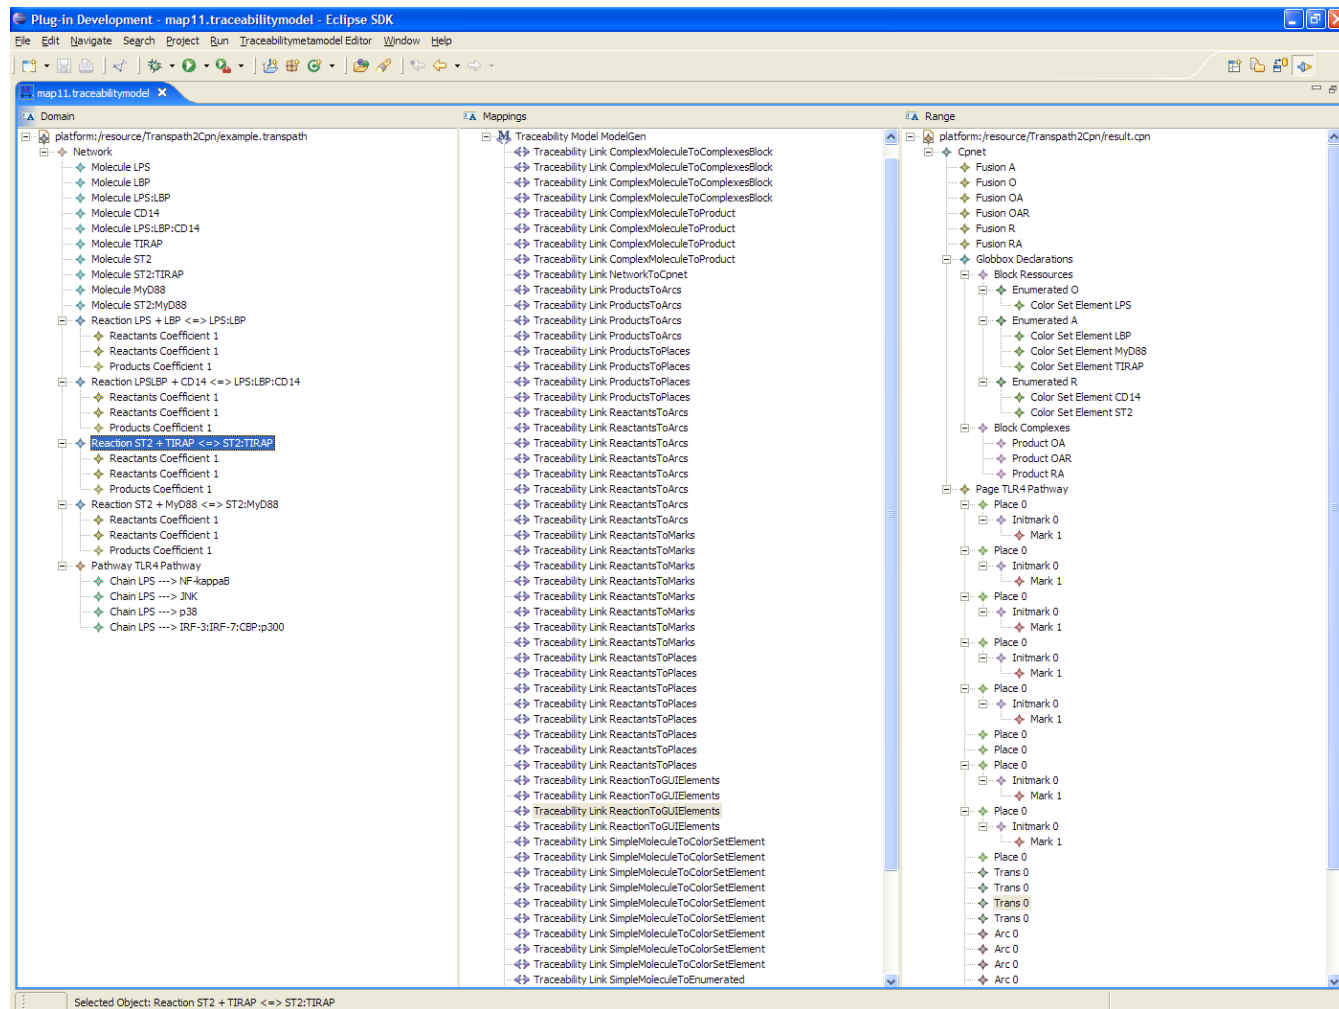 Plug-in Development - map11.traceabilitymodel - Eclipse SDK
File Edit Navigate Search Project Run Traceabilitymetamodel Editor Window Help
map11.traceabilitymodel
Domain
platform:/resource/Transpath2Cpn/example.transpath
Network
Molecule LPS
Molecule LBP
Molecule LPS:LBP
Molecule CD14
Molecule LPS:LBP:CD14
Molecule TIRAP
Molecule ST2
Molecule ST2:TIRAP
Molecule MyD88
Molecule ST2:MyD88
Reaction LPS + LBP <=> LPS:LBP
Reactants Coefficient 1
Reactants Coefficient 1
Products Coefficient 1
Reaction LPSLBP + CD14 <=> LPS:LBP:CD14
Reactants Coefficient 1
Reactants Coefficient 1
Products Coefficient 1
Reaction ST2 + TIRAP <=> ST2:TIRAP
Reactants Coefficient 1
Reactants Coefficient 1
Products Coefficient 1
Reaction ST2 + MyD88 <=> ST2:MyD88
Reactants Coefficient 1
Reactants Coefficient 1
Products Coefficient 1
Pathway TLR4 Pathway
Chain LPS ---> NF-kappaB
Chain LPS ---> JNK
Chain LPS ---> p38
Chain LPS ---> IRF-3:IRF-7:CBP:p300
Mappings
Traceability Model ModelGen
Traceability Link ComplexMoleculeToComplexesBlock
Traceability Link ComplexMoleculeToComplexesBlock
Traceability Link ComplexMoleculeToComplexesBlock
Traceability Link ComplexMoleculeToComplexesBlock
Traceability Link ComplexMoleculeToProduct
Traceability Link ComplexMoleculeToProduct
Traceability Link ComplexMoleculeToProduct
Traceability Link ComplexMoleculeToProduct
Traceability Link NetworkToCpnet
Traceability Link ProductsToArcs
Traceability Link ProductsToArcs
Traceability Link ProductsToArcs
Traceability Link ProductsToArcs
Traceability Link ProductsToPlaces
Traceability Link ProductsToPlaces
Traceability Link ProductsToPlaces
Traceability Link ProductsToPlaces
Traceability Link ReactantsToArcs
Traceability Link ReactantsToArcs
Traceability Link ReactantsToArcs
Traceability Link ReactantsToArcs
Traceability Link ReactantsToArcs
Traceability Link ReactantsToArcs
Traceability Link ReactantsToArcs
Traceability Link ReactantsToArcs
Traceability Link ReactantsToMarks
Traceability Link ReactantsToMarks
Traceability Link ReactantsToMarks
Traceability Link ReactantsToMarks
Traceability Link ReactantsToMarks
Traceability Link ReactantsToMarks
Traceability Link ReactantsToMarks
Traceability Link ReactantsToMarks
Traceability Link ReactantsToPlaces
Traceability Link ReactantsToPlaces
Traceability Link ReactantsToPlaces
Traceability Link ReactantsToPlaces
Traceability Link ReactantsToPlaces
Traceability Link ReactantsToPlaces
Traceability Link ReactantsToPlaces
Traceability Link ReactantsToPlaces
Traceability Link ReactionToGUIElements
Traceability Link ReactionToGUIElements
Traceability Link ReactionToGUIElements
Traceability Link ReactionToGUIElements
Traceability Link SimpleMoleculeToColorSetElement
Traceability Link SimpleMoleculeToColorSetElement
Traceability Link SimpleMoleculeToColorSetElement
Traceability Link SimpleMoleculeToColorSetElement
Traceability Link SimpleMoleculeToColorSetElement
Traceability Link SimpleMoleculeToColorSetElement
Traceability Link SimpleMoleculeToColorSetElement
Traceability Link SimpleMoleculeToColorSetElement
Traceability Link SimpleMoleculeToColorSetElement
Traceability Link SimpleMoleculeToEnumerated
Range
platform:/resource/Transpath2Cpn/result.cpn
Cpnet
Fusion A
Fusion O
Fusion OA
Fusion OAR
Fusion R
Fusion RA
Globbox Declarations
Block Ressources
Enumerated O
Color Set Element LPS
Enumerated A
Color Set Element LBP
Color Set Element MyD88
Color Set Element TIRAP
Enumerated R
Color Set Element CD14
Color Set Element ST2
Block Complexes
Product OA
Product OAR
Product RA
Page TLR4 Pathway
Place 0
Initmark 0
Mark 1
Place 0
Initmark 0
Mark 1
Place 0
Initmark 0
Mark 1
Place 0
Initmark 0
Mark 1
Place 0
Initmark 0
Mark 1
Place 0
Place 0
Place 0
Initmark 0
Mark 1
Place 0
Initmark 0
Mark 1
Place 0
Trans 0
Trans 0
Trans 0
Trans 0
Arc 0
Arc 0
Arc 0
Arc 0
Selected Object: Reaction ST2 + TIRAP <=> ST2:TIRAP